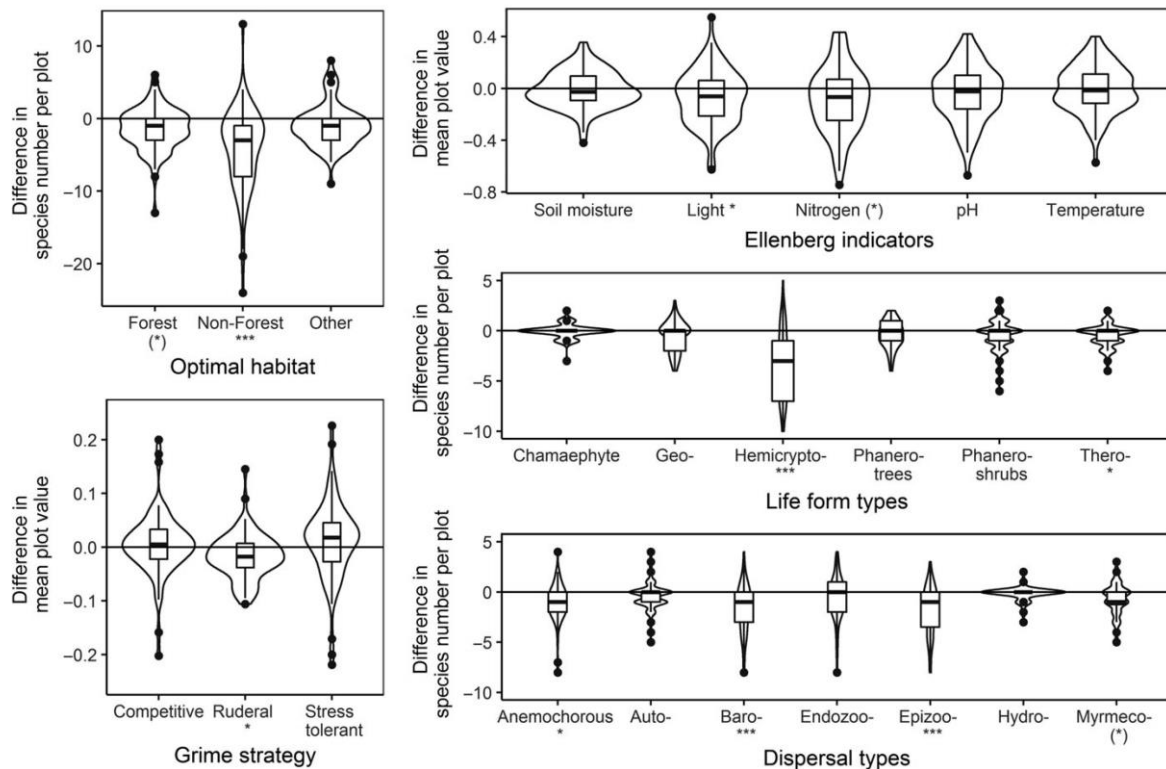 Difference in
species number per plot
10
0
−10
−20
Forest
(*)
Non-Forest
***
Other
Optimal habitat
Difference in
mean plot value
0.4
0.0
−0.4
−0.8
Soil moisture
Light *
Nitrogen (*)
pH
Temperature
Ellenberg indicators
Difference in
species number per plot
5
0
−5
−10
Chamaephyte
Geo-
Hemicrypto-
***
Phanero-
trees
Phanero-
shrubs
Thero-
*
Life form types
Difference in
mean plot value
0.2
0.1
0.0
−0.1
−0.2
Competitive
Ruderal
*
Stress
tolerant
Grime strategy
Difference in
species number per plot
5
0
−5
−10
Anemochorous
*
Auto-
Baro-
***
Endozoo-
Epizoo-
***
Hydro-
Myrmeco-
(*)
Dispersal types